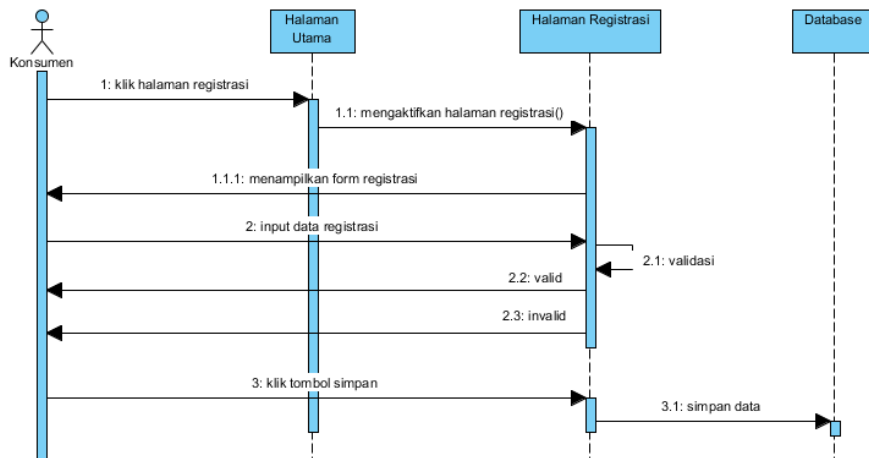 Halaman
Utama
Halaman Registrasi
Database
Konsumen
1: klik halaman registrasi
1.1: mengaktifkan halaman registrasi()
1.1.1: menampilkan form registrasi
2: input data registrasi
2.1: validasi
2.2: valid
2.3: invalid
3: klik tombol simpan
3.1: simpan data